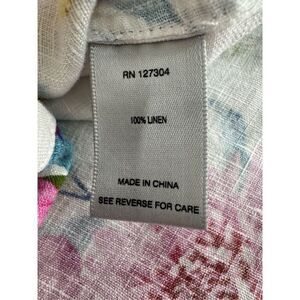 RN 127304
100% LINEN
MADE IN CHINA
SEE REVERSE FOR CARE